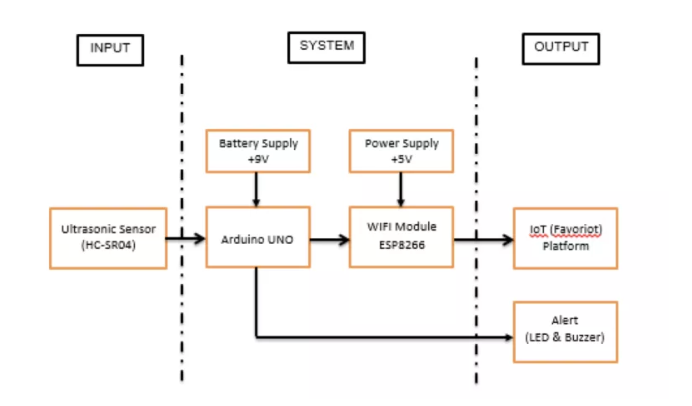 INPUT
SYSTEM
OUTPUT
Battery Supply
+9V
Power Supply
+5V
Ultrasonic Sensor
(HC-SR04)
Arduino UNO
WIFI Module
ESP8266
IoT (Favoriot)
Platform
Alert
(LED & Buzzer)